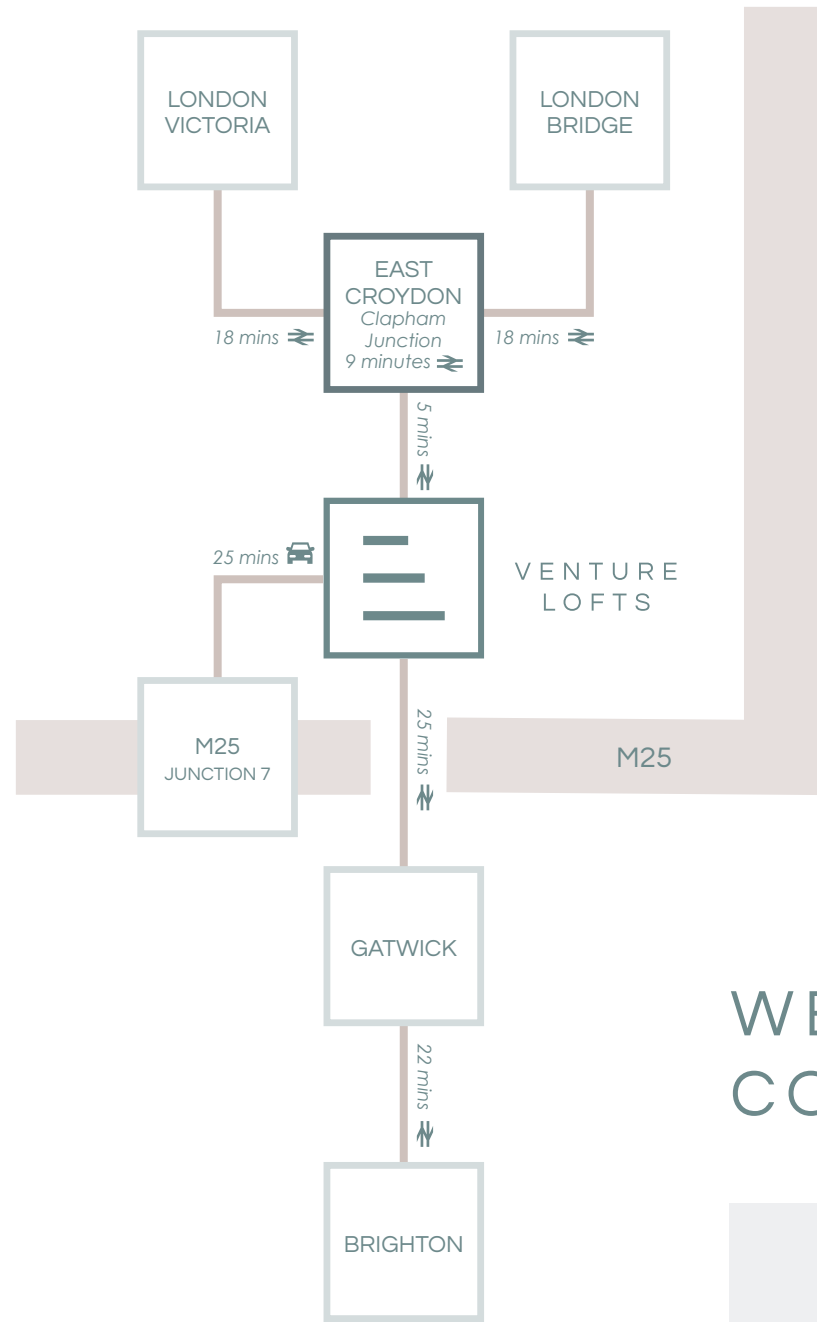 LONDON
VICTORIA
LONDON
BRIDGE
EAST
CROYDON
Clapham
Junction
9 minutes
18 mins
18 mins
5 mins
25 mins
VENTURE
LOFTS
M25
JUNCTION 7
25 mins
M25
GATWICK
22 mins
BRIGHTON